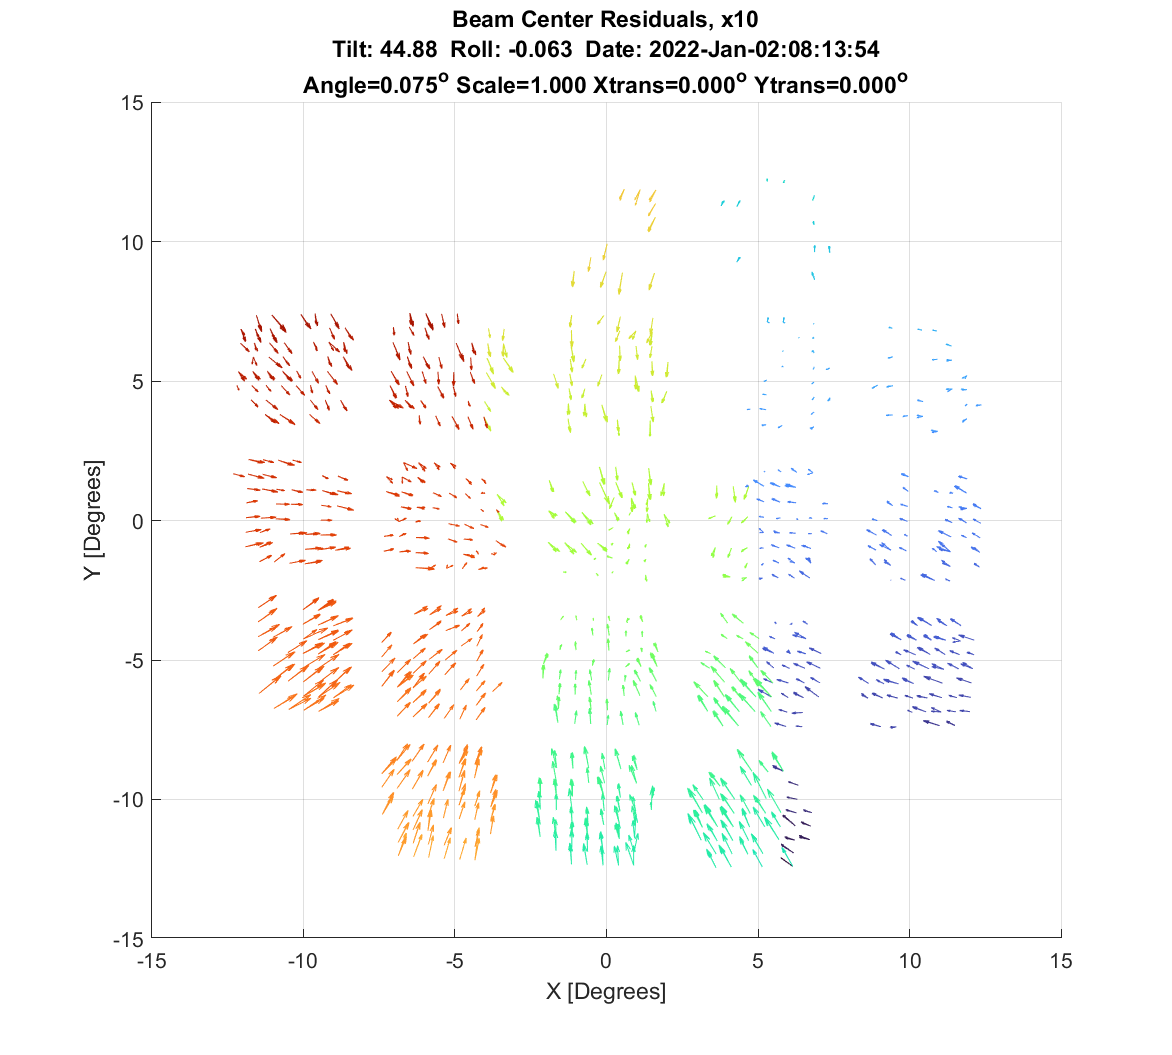 Beam Center Residuals, x10
Tilt: 44.88 Roll: -0.063 Date: 2022-Jan-02:08:13:54
Angle=0.075° Scale=1.000 Xtrans=0.000° Ytrans=0.000°
15
10
5
0
-5
-10
-15
Y [Degrees]
-15 -10 -5 0 5 10 15
X [Degrees]